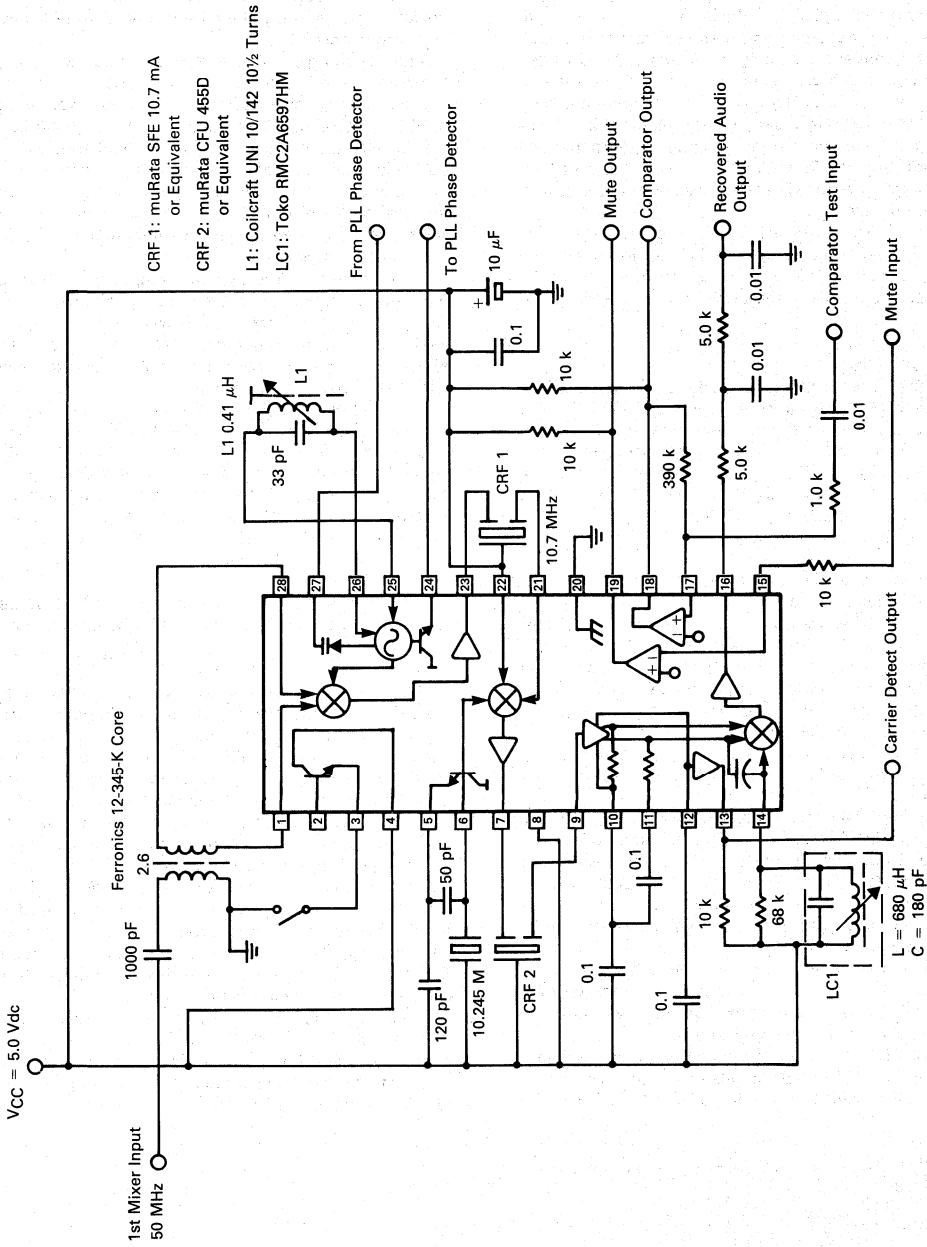 VCC = 5.0 Vdc
1st Mixer Input
50 MHz
1000 pF
Ferronics 12-345-K Core
2.6
CRF 1: muRata SFE 10.7 mA
or Equivalent
CRF 2: muRata CFU 455D
or Equivalent
L1: Coilcraft UNI 10/142 10½ Turns
LC1: Toko RMC2A6597HM
L1 0.41 μH
L1
33 pF
From PLL Phase Detector
To PLL Phase Detector
10 μF
+
0.1
10 k
10 k
CRF 1
10.7 MHz
Mute Output
Comparator Output
Recovered Audio
Output
Comparator Test Input
Mute Input
390 k
5.0 k
5.0 k
0.01
0.01
1.0 k
0.01
10 k
Carrier Detect Output
28
27
26
25
24
23
22
21
20
19
18
17
16
15
1
2
3
4
5
6
7
8
9
10
11
12
13
14
+ −
+ −
120 pF
50 pF
10.245 M
CRF 2
0.1
0.1
0.1
10 k
68 k
LC1
L = 680 μH
C = 180 pF